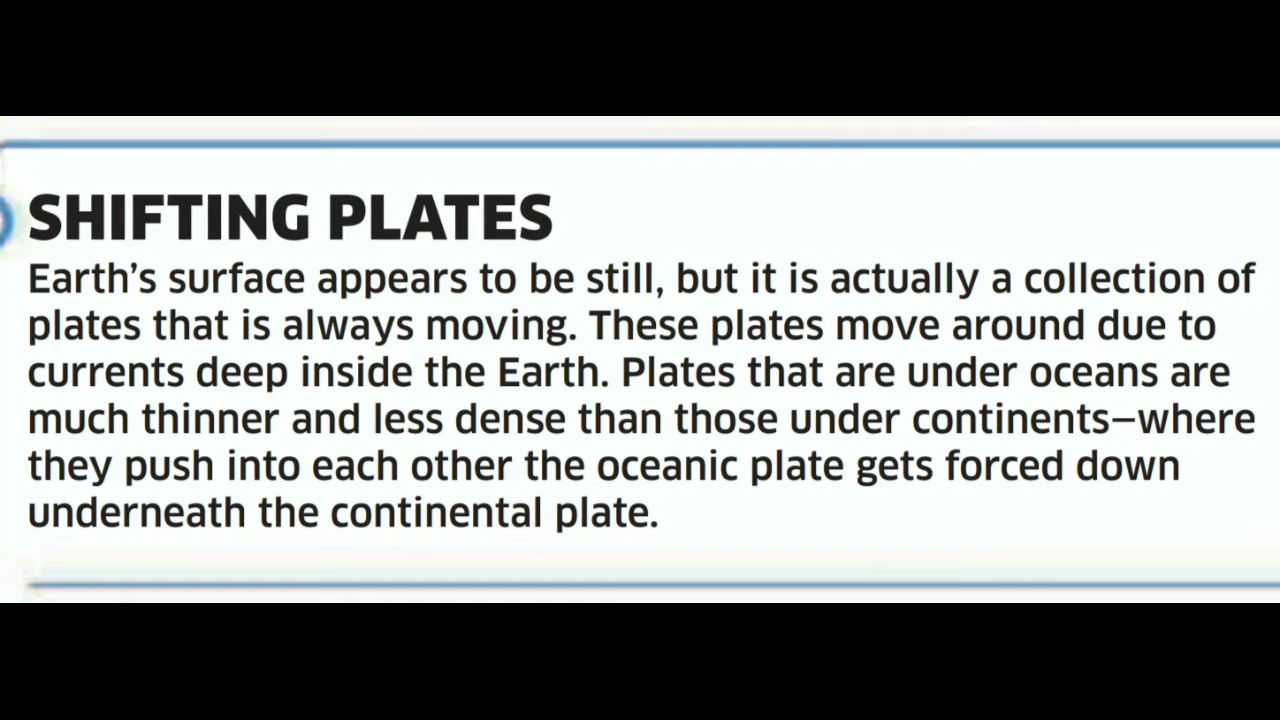 SHIFTING PLATES
Earth’s surface appears to be still, but it is actually a collection of
plates that is always moving. These plates move around due to
currents deep inside the Earth. Plates that are under oceans are
much thinner and less dense than those under continents—where
they push into each other the oceanic plate gets forced down
underneath the continental plate.